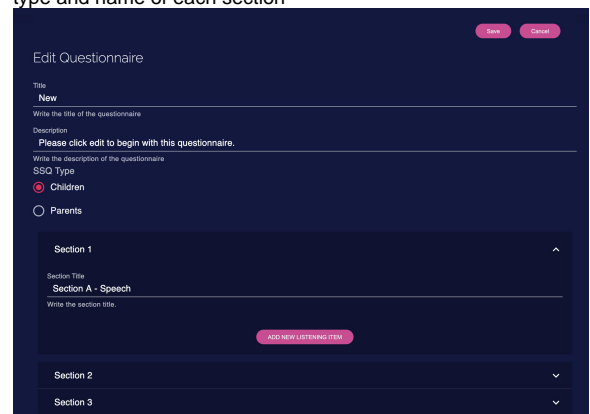 type and name of each section
Save Cancel
Edit Questionnaire
Title
New
Write the title of the questionnaire
Description
Please click edit to begin with this questionnaire.
Write the description of the questionnaire
SSQ Type
Children
Parents
Section 1
Section Title
Section A - Speech
Write the section title.
ADD NEW LISTENING ITEM
Section 2
Section 3